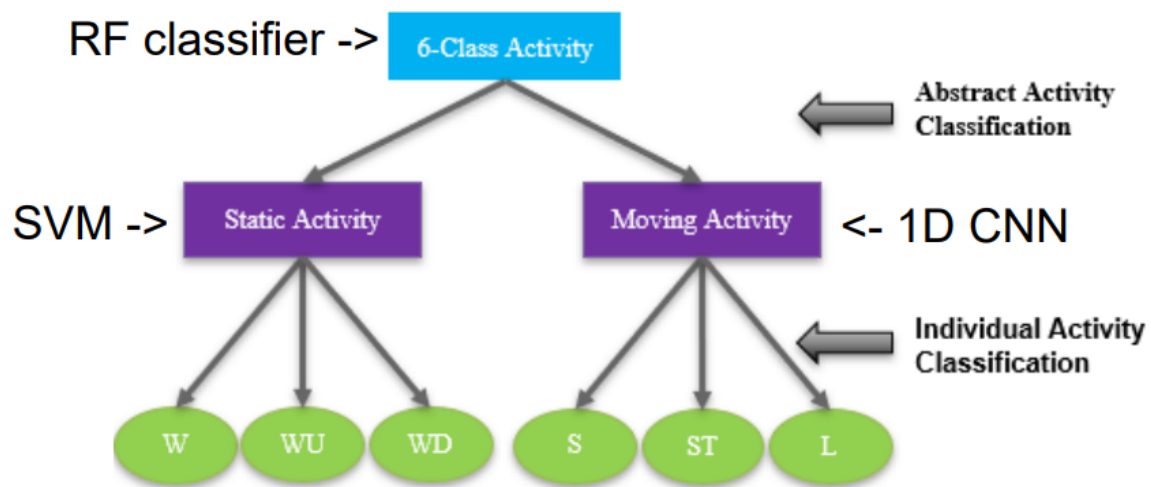 RF classifier ->
6-Class Activity
Abstract Activity
Classification
SVM ->
Static Activity
Moving Activity
<- 1D CNN
Individual Activity
Classification
W
WU
WD
S
ST
L